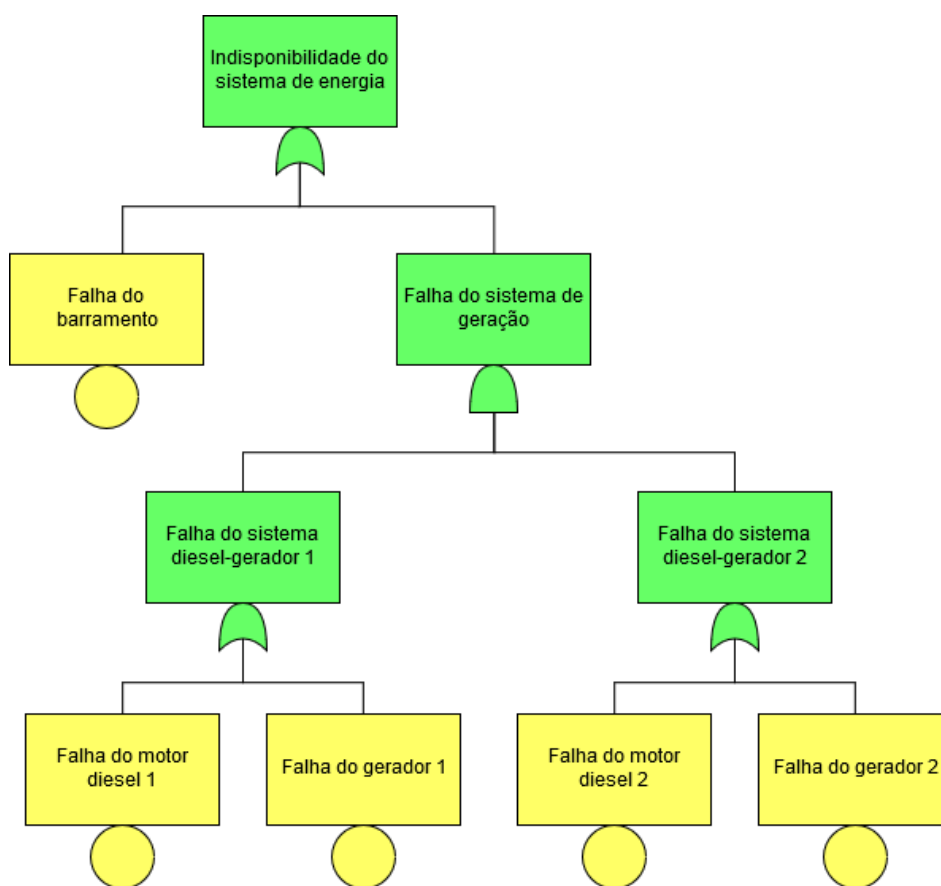 Indisponibilidade do
sistema de energia
Falha do
barramento
Falha do sistema de
geração
Falha do sistema
diesel-gerador 1
Falha do sistema
diesel-gerador 2
Falha do motor
diesel 1
Falha do gerador 1
Falha do motor
diesel 2
Falha do gerador 2